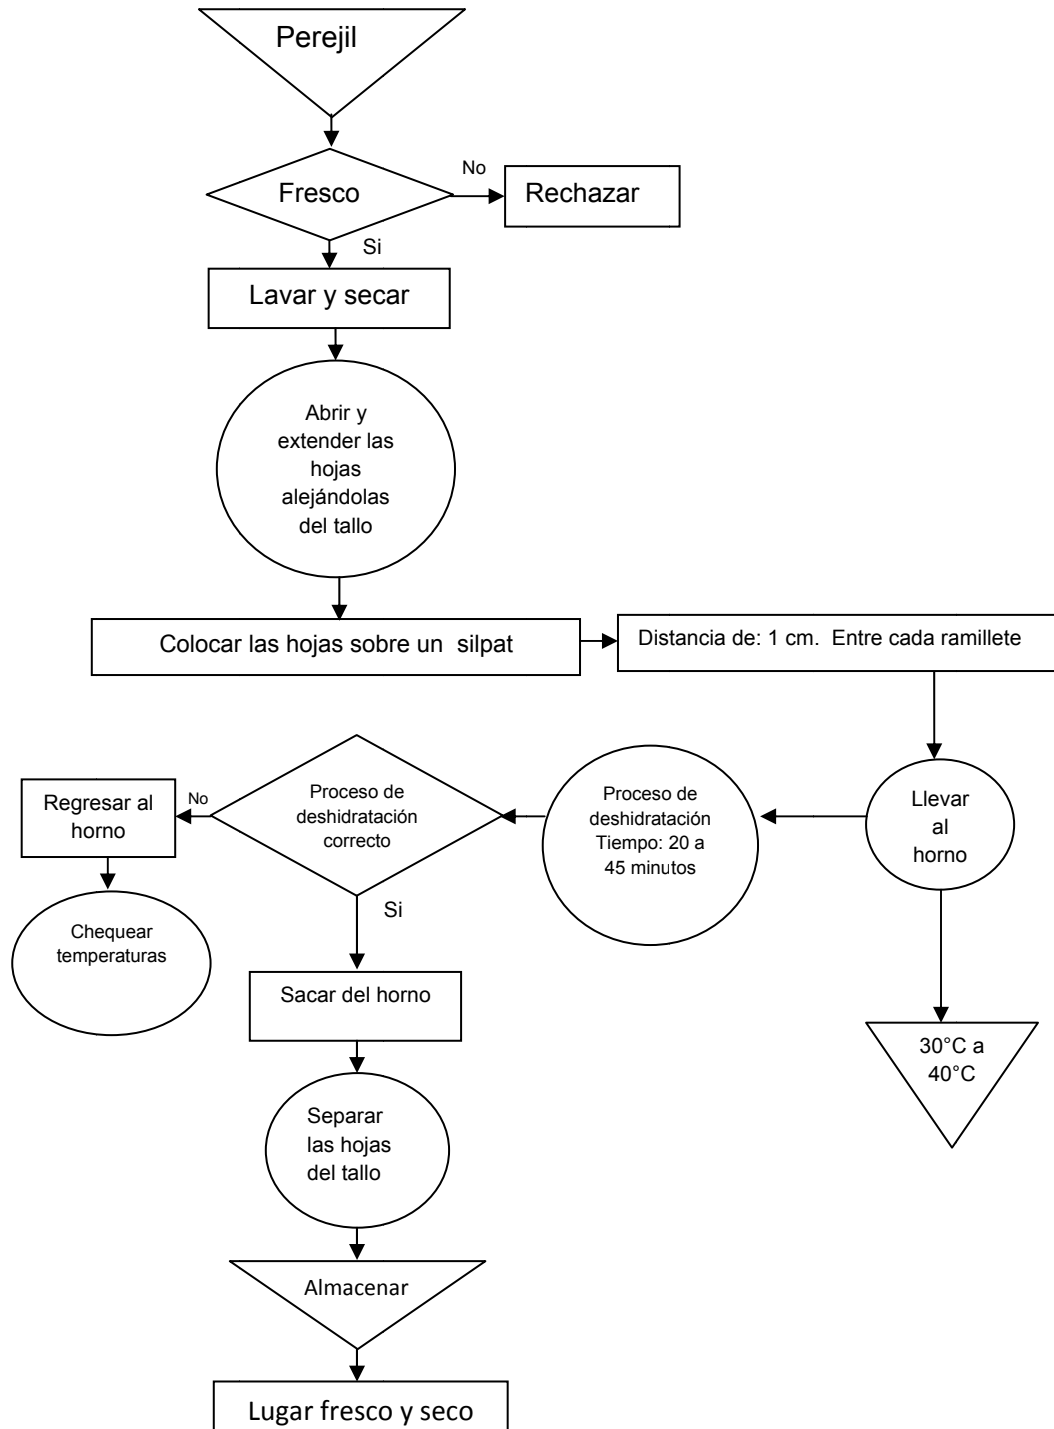 Perejil
Fresco
No
Rechazar
Si
Lavar y secar
Abrir y
extender las
hojas
alejándolas
del tallo
Colocar las hojas sobre un silpat
Distancia de: 1 cm. Entre cada ramillete
Llevar
al
horno
30°C a
40°C
Proceso de
deshidratación
Tiempo: 20 a
45 minutos
Proceso de
deshidratación
correcto
No
Regresar al
horno
Chequear
temperaturas
Si
Sacar del horno
Separar
las hojas
del tallo
Almacenar
Lugar fresco y seco